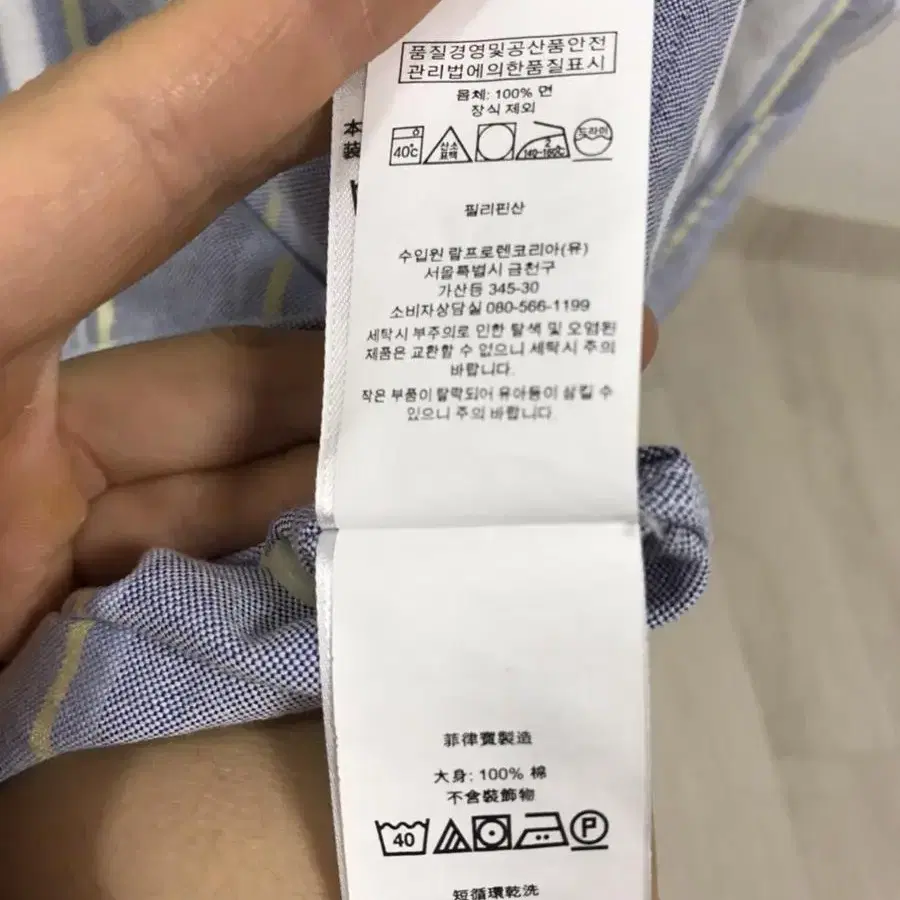 품질경영및공산품안전
관리법에의한품질표시
몸체: 100% 면
장식 제외
本
装
40℃ 산소 표백 2 140-160℃ 드라이
필리핀산
수입원 랄프로렌코리아(유)
서울특별시 금천구
가산동 345-30
소비자상담실 080-566-1199
세탁시 부주의로 인한 탈색 및 오염된
제품은 교환할 수 없으니 세탁시 주의
바랍니다.
작은 부품이 탈락되어 유아등이 삼킬 수
있으니 주의 바랍니다.
菲律賓製造
大身: 100% 棉
不含裝飾物
40 P
短循環乾洗